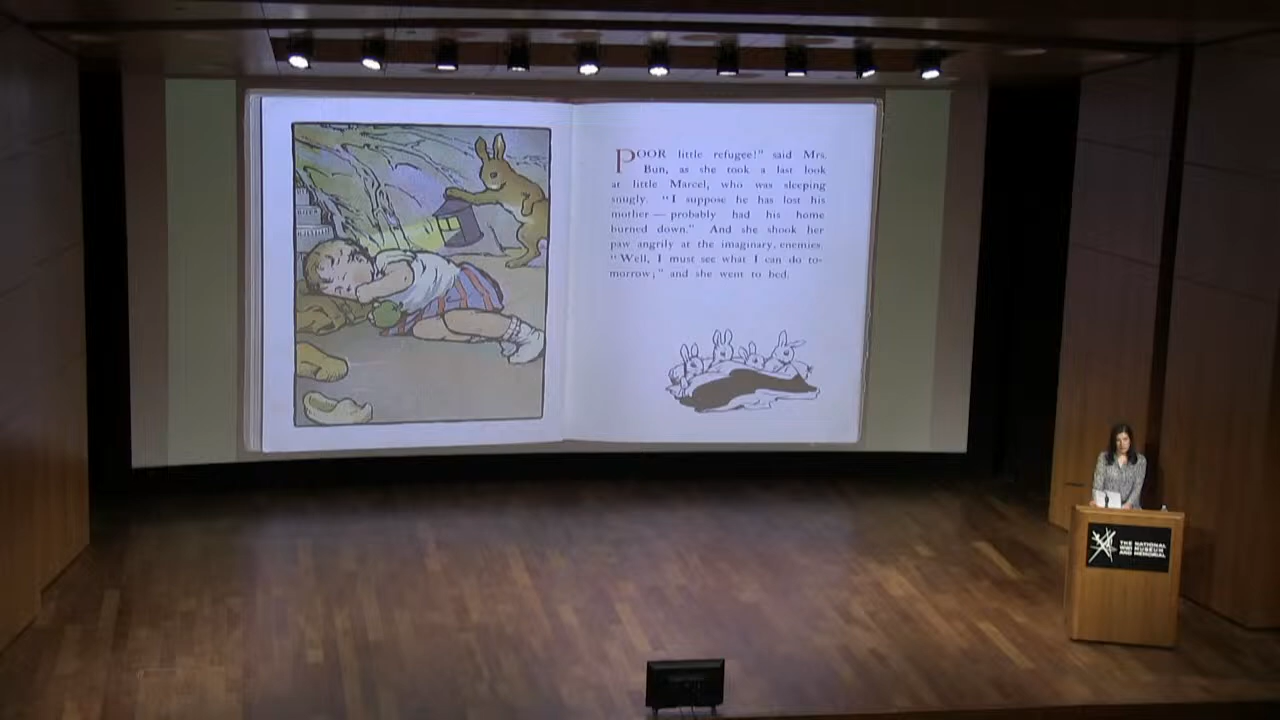 POOR little refugee!" said Mrs.
Bun, as she took a last look
at little Marcel, who was sleeping
snugly. "I suppose he has lost his
mother — probably had his home
burned down." And she shook her
paw angrily at the imaginary enemies.
"Well, I must see what I can do to-
morrow," and she went to bed.
THE NATIONAL
WWI MUSEUM
AND MEMORIAL